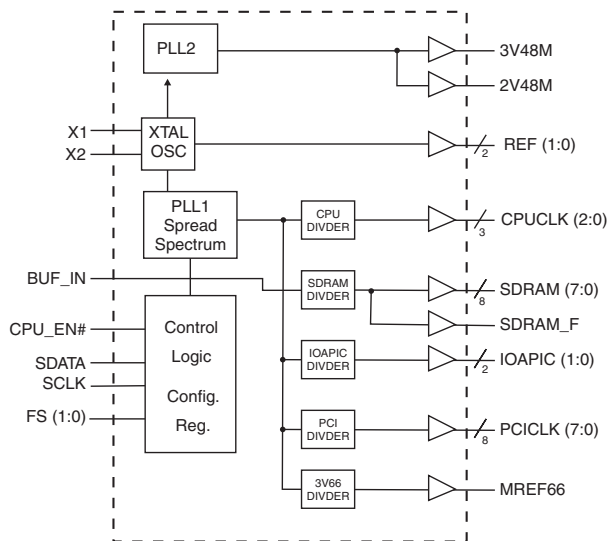 PLL2
3V48M
2V48M
X1
X2
XTAL
OSC
2
REF (1:0)
PLL1
Spread
Spectrum
CPU
DIVDER
3
CPUCLK (2:0)
BUF_IN
SDRAM
DIVDER
8
SDRAM (7:0)
SDRAM_F
CPU_EN#
SDATA
SCLK
FS (1:0)
Control
Logic
Config.
Reg.
IOAPIC
DIVDER
2
IOAPIC (1:0)
PCI
DIVDER
8
PCICLK (7:0)
3V66
DIVDER
MREF66